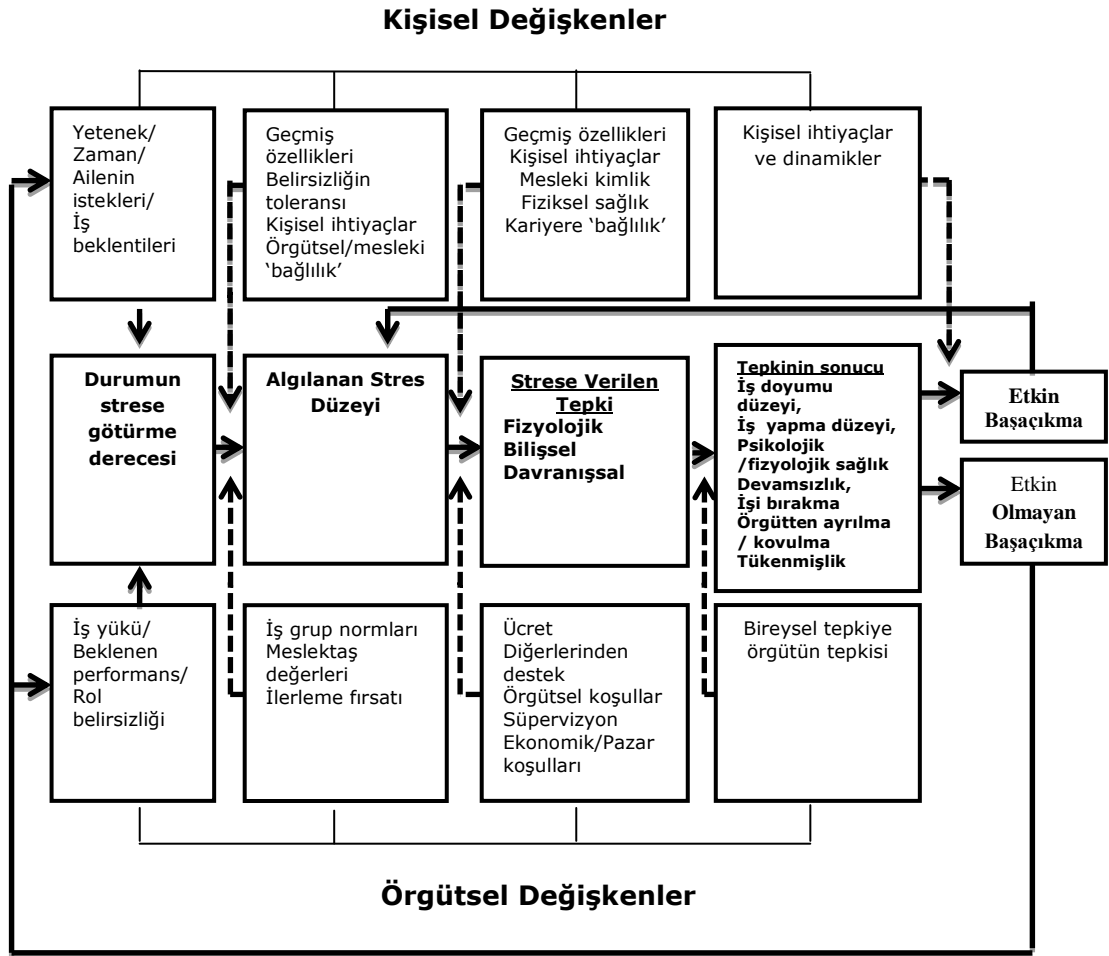 Kişisel Değişkenler
Yetenek/
Zaman/
Ailenin
istekleri/
İş
beklentileri
Geçmiş
özellikleri
Belirsizliğin
toleransı
Kişisel ihtiyaçlar
Örgütsel/mesleki
‘bağlılık’
Geçmiş özellikleri
Kişisel ihtiyaçlar
Mesleki kimlik
Fiziksel sağlık
Kariyere ‘bağlılık’
Kişisel ihtiyaçlar
ve dinamikler
Durumun
strese
götürme
derecesi
Algılanan Stres
Düzeyi
Strese Verilen
Tepki
Fizyolojik
Bilişsel
Davranışsal
Tepkinin sonucu
İş doyumu
düzeyi,
İş yapma düzeyi,
Psikolojik
/fizyolojik sağlık
Devamsızlık,
İşi bırakma
Örgütten ayrılma
/ kovulma
Tükenmişlik
Etkin
Başaçıkma
Etkin
Olmayan
Başaçıkma
İş yükü/
Beklenen
performans/
Rol
belirsizliği
İş grup normları
Meslektaş
değerleri
İlerleme fırsatı
Ücret
Diğerlerinden
destek
Örgütsel koşullar
Süpervizyon
Ekonomik/Pazar
koşulları
Bireysel tepkiye
örgütün tepkisi
Örgütsel Değişkenler